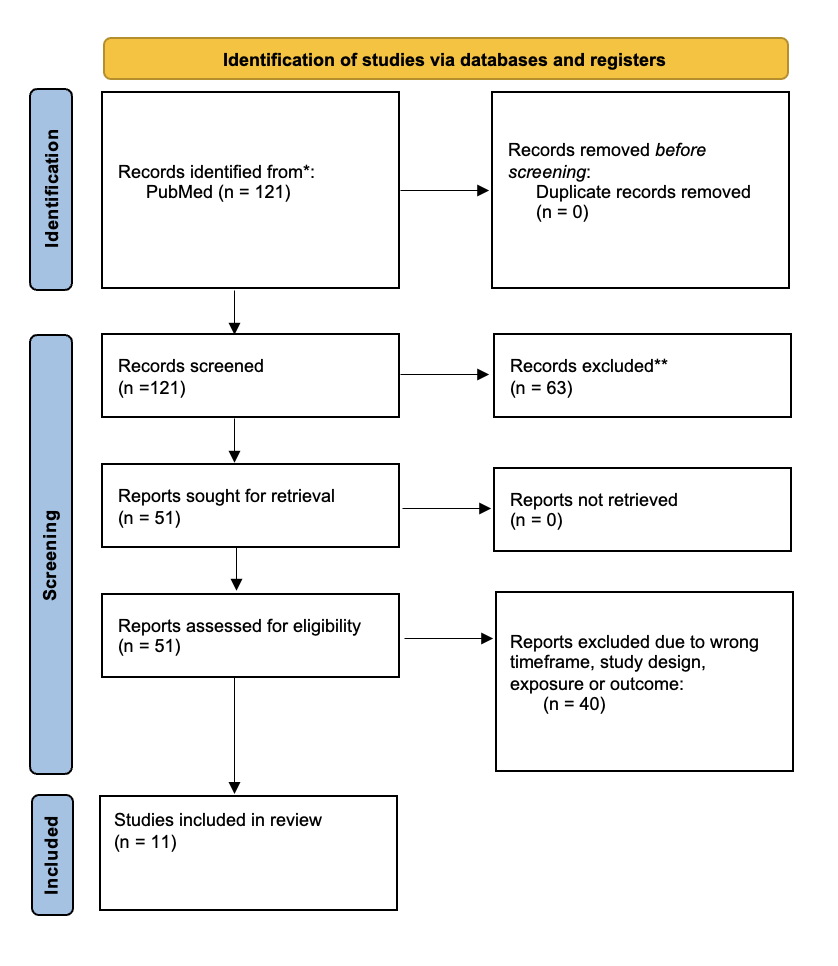 Identification of studies via databases and registers
Identification
Records identified from*:
PubMed (n = 121)
Records removed before
screening:
Duplicate records removed
(n = 0)
Screening
Records screened
(n =121)
Records excluded**
(n = 63)
Reports sought for retrieval
(n = 51)
Reports not retrieved
(n = 0)
Reports assessed for eligibility
(n = 51)
Reports excluded due to wrong
timeframe, study design,
exposure or outcome:
(n = 40)
Included
Studies included in review
(n = 11)